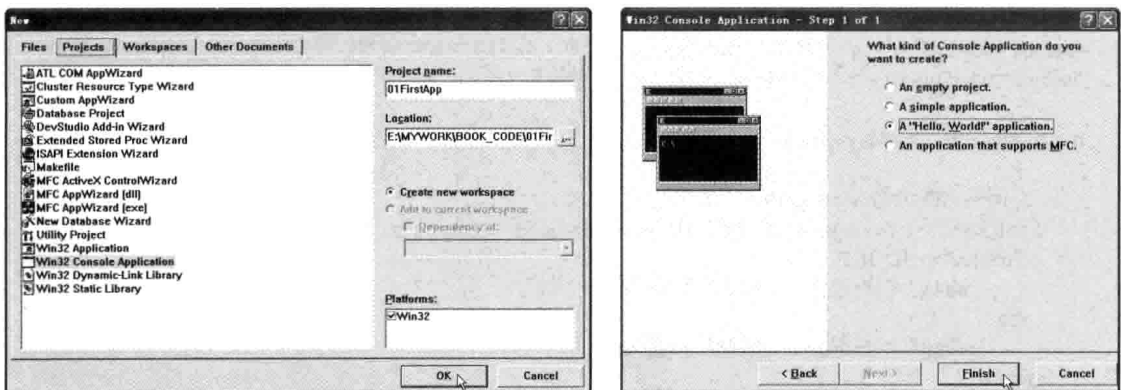 New
Files Projects Workspaces Other Documents
ATL COM AppWizard
Cluster Resource Type Wizard
Custom AppWizard
Database Project
DevStudio Add-in Wizard
Extended Stored Proc Wizard
ISAPI Extension Wizard
Makefile
MFC ActiveX ControlWizard
MFC AppWizard (dll)
MFC AppWizard (exe)
New Database Wizard
Utility Project
Win32 Application
Win32 Console Application
Win32 Dynamic-Link Library
Win32 Static Library
Project name:
01FirstApp
Location:
E:\MYWORK\BOOK_CODE\01Fir
...
Create new workspace
Add to current workspace
Dependency of:
Platforms:
Win32
OK Cancel
Win32 Console Application - Step 1 of 1
What kind of Console Application do you
want to create?
An empty project.
A simple application.
A "Hello, World!" application.
An application that supports MFC.
< Back Next > Finish Cancel